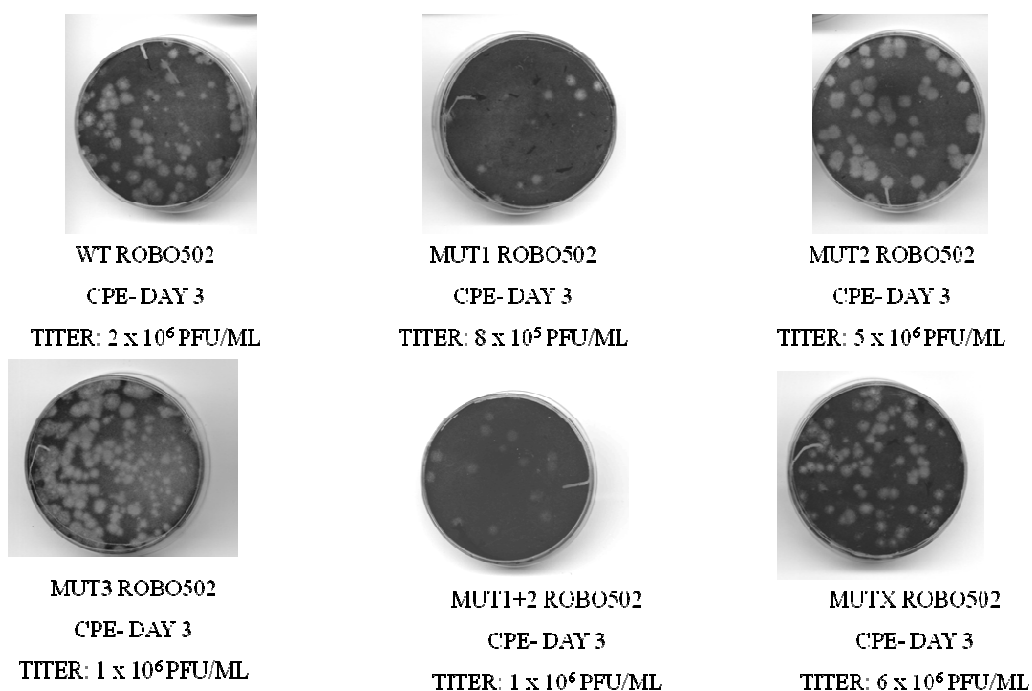 WT ROBO502
CPE- DAY 3
TITER: 2 x 10⁶ PFU/ML
MUT1 ROBO502
CPE- DAY 3
TITER: 8 x 10⁵ PFU/ML
MUT2 ROBO502
CPE- DAY 3
TITER: 5 x 10⁶ PFU/ML
MUT3 ROBO502
CPE- DAY 3
TITER: 1 x 10⁶ PFU/ML
MUT1+2 ROBO502
CPE- DAY 3
TITER: 1 x 10⁶ PFU/ML
MUTX ROBO502
CPE- DAY 3
TITER: 6 x 10⁶ PFU/ML